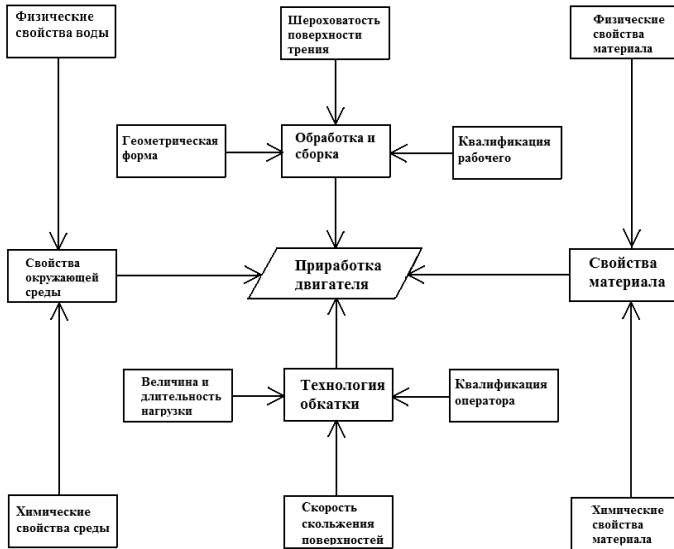 Физические
свойства воды
Шероховатость
поверхности
трения
Физические
свойства
материала
Геометрическая
форма
Обработка и
сборка
Квалификация
рабочего
Свойства
окружающей
среды
Приработка
двигателя
Свойства
материала
Величина и
длительность
нагрузки
Технология
обкатки
Квалификация
оператора
Химические
свойства среды
Скорость
скольжения
поверхностей
Химические
свойства
материала